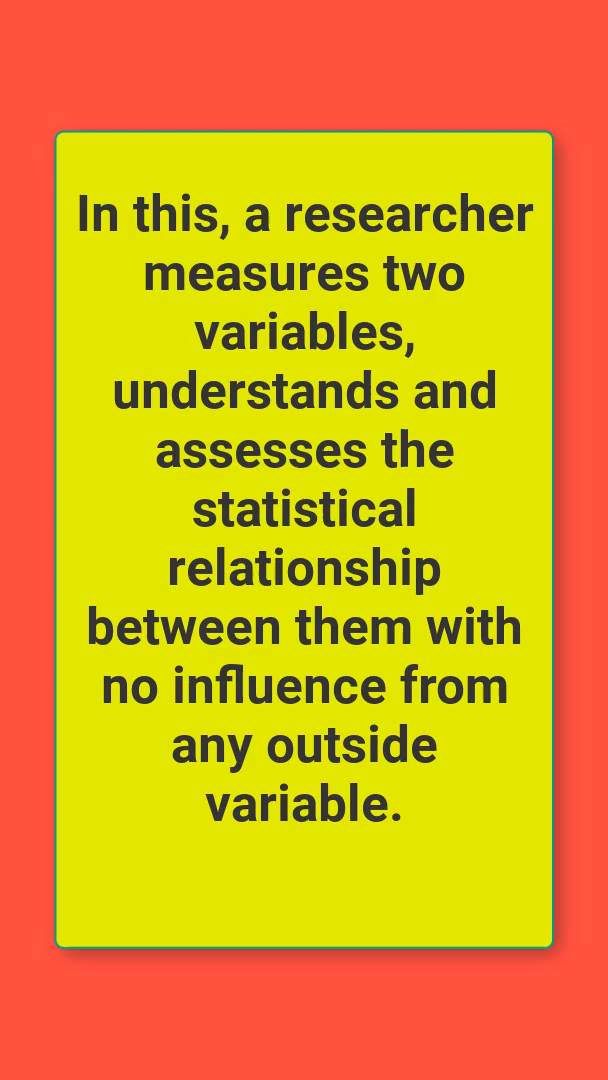 In this, a researcher
measures two
variables,
understands and
assesses the
statistical
relationship
between them with
no influence from
any outside
variable.